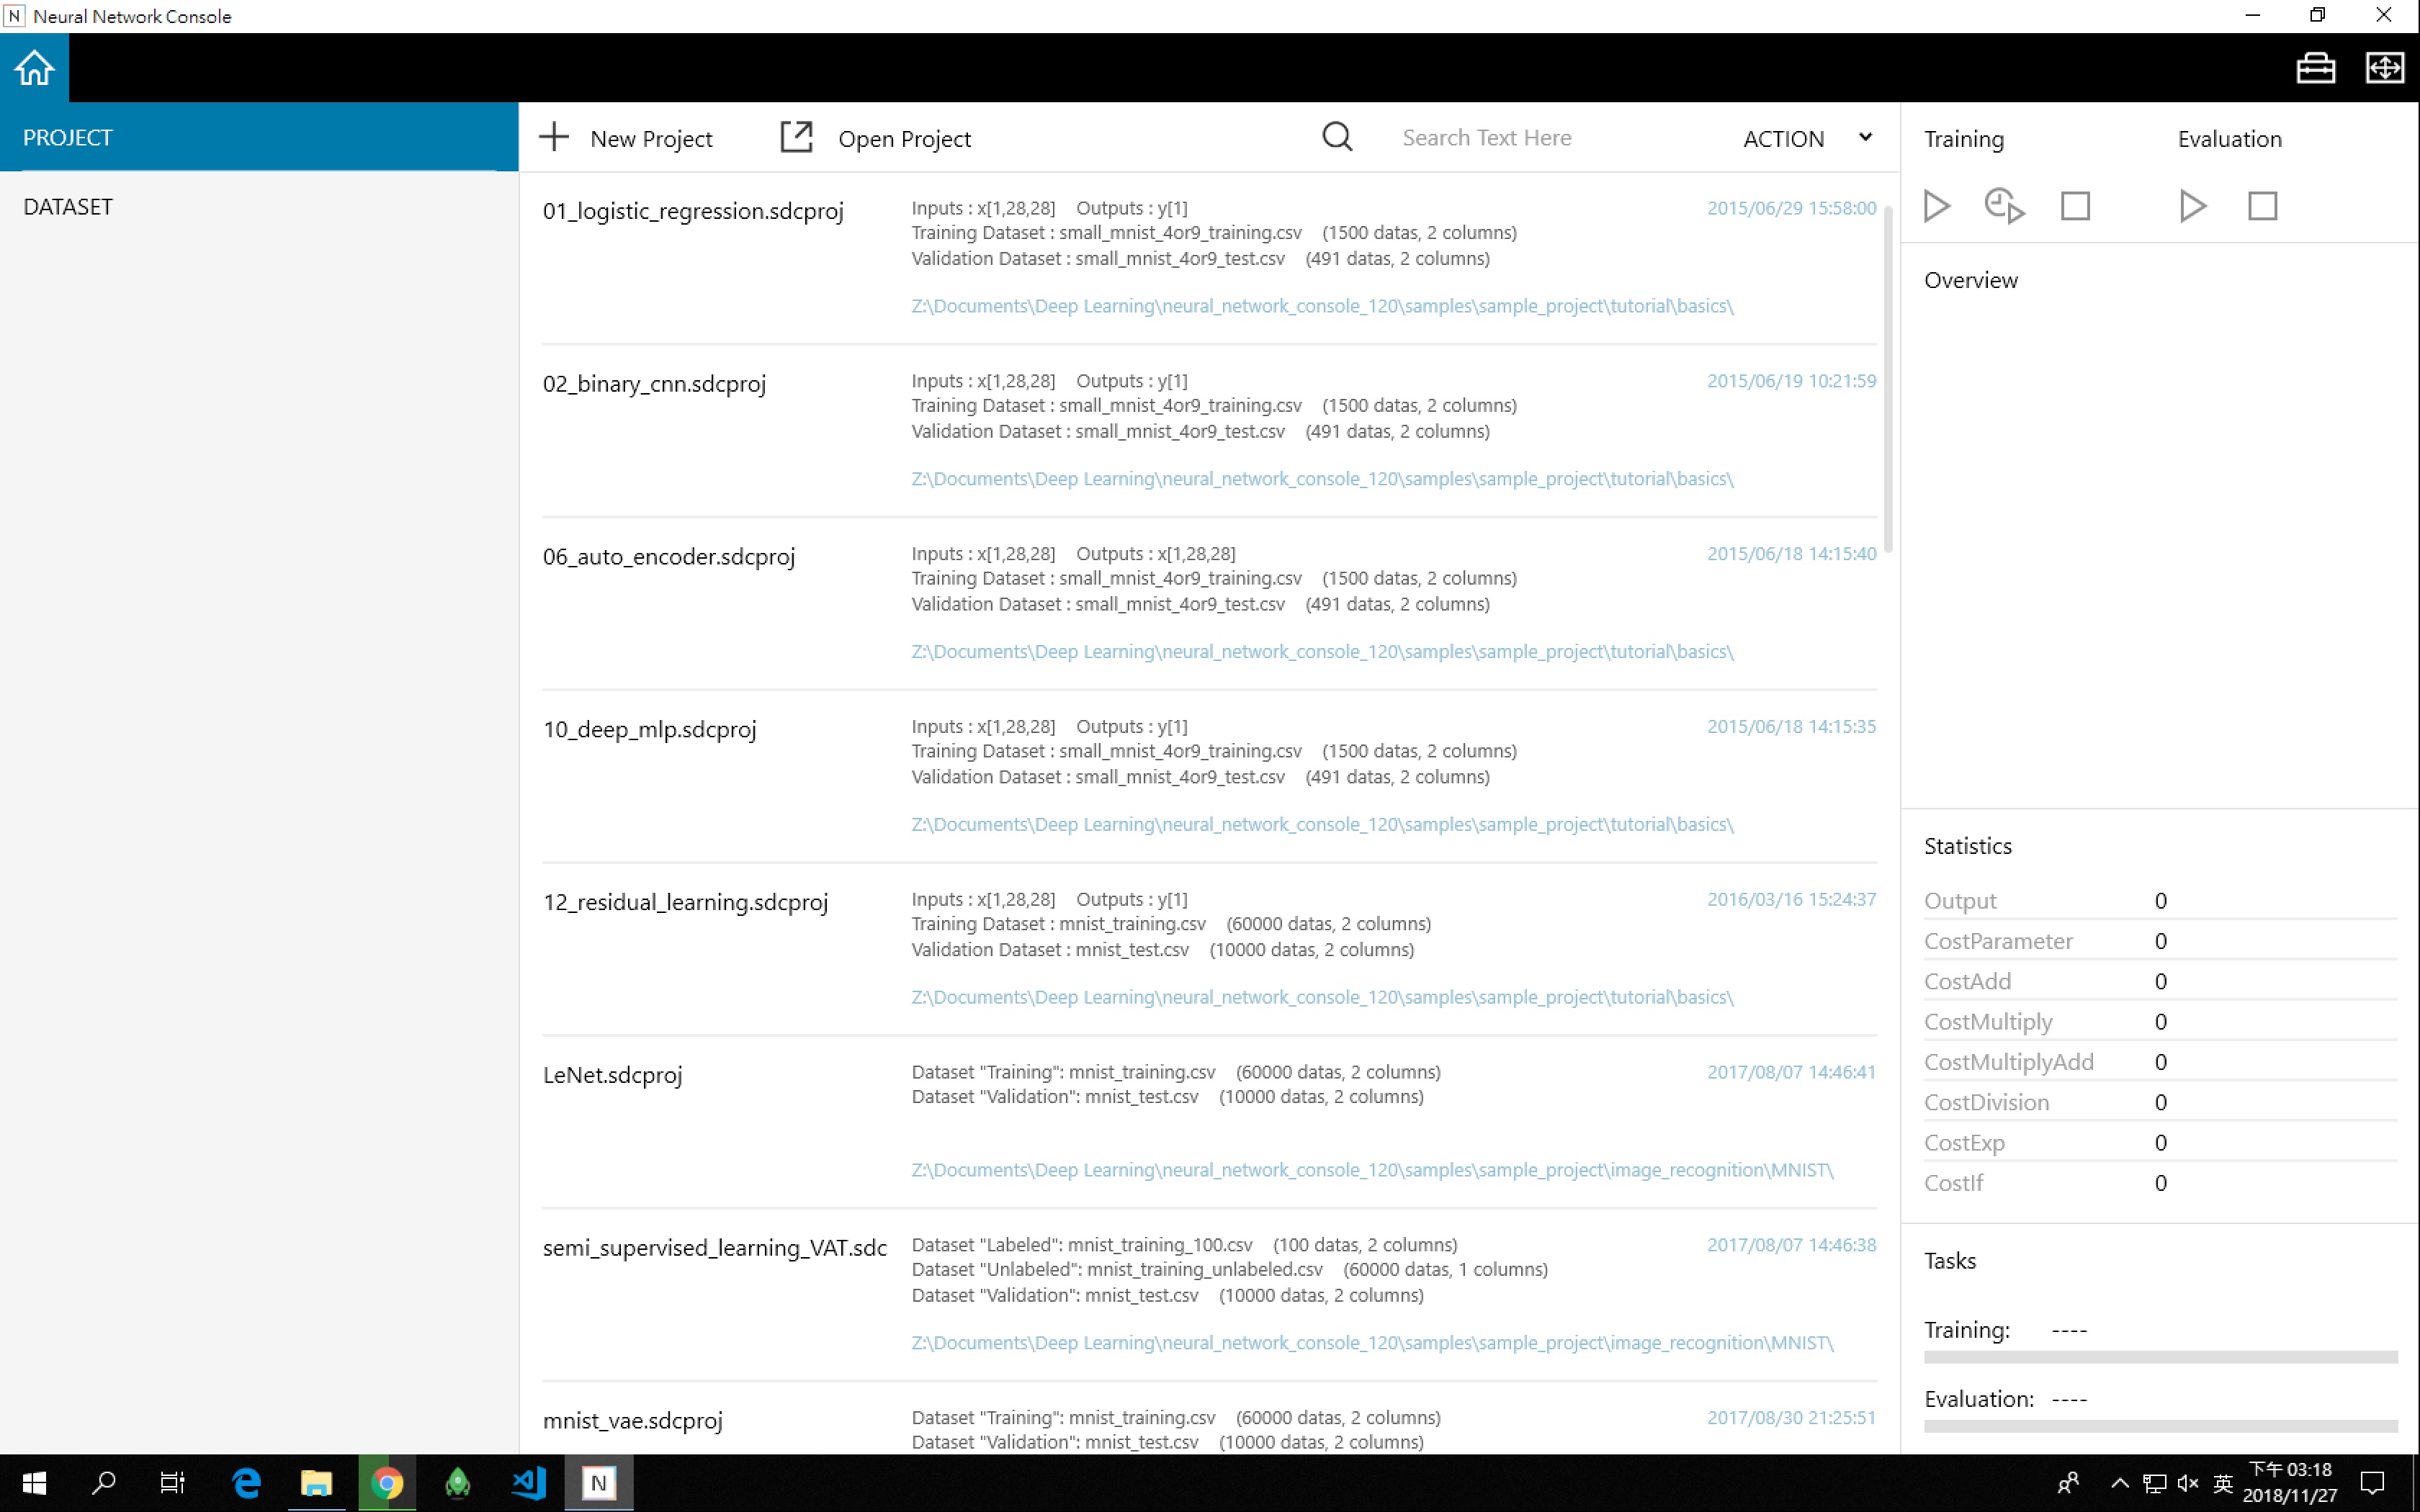 N Neural Network Console
PROJECT
DATASET
New Project Open Project Search Text Here ACTION
01_logistic_regression.sdcproj
Inputs : x[1,28,28] Outputs : y[1] 2015/06/29 15:58:00
Training Dataset : small_mnist_4or9_training.csv (1500 datas, 2 columns)
Validation Dataset : small_mnist_4or9_test.csv (491 datas, 2 columns)
Z:\Documents\Deep Learning\neural_network_console_120\samples\sample_project\tutorial\basics\
02_binary_cnn.sdcproj
Inputs : x[1,28,28] Outputs : y[1] 2015/06/19 10:21:59
Training Dataset : small_mnist_4or9_training.csv (1500 datas, 2 columns)
Validation Dataset : small_mnist_4or9_test.csv (491 datas, 2 columns)
Z:\Documents\Deep Learning\neural_network_console_120\samples\sample_project\tutorial\basics\
06_auto_encoder.sdcproj
Inputs : x[1,28,28] Outputs : x[1,28,28] 2015/06/18 14:15:40
Training Dataset : small_mnist_4or9_training.csv (1500 datas, 2 columns)
Validation Dataset : small_mnist_4or9_test.csv (491 datas, 2 columns)
Z:\Documents\Deep Learning\neural_network_console_120\samples\sample_project\tutorial\basics\
10_deep_mlp.sdcproj
Inputs : x[1,28,28] Outputs : y[1] 2015/06/18 14:15:35
Training Dataset : small_mnist_4or9_training.csv (1500 datas, 2 columns)
Validation Dataset : small_mnist_4or9_test.csv (491 datas, 2 columns)
Z:\Documents\Deep Learning\neural_network_console_120\samples\sample_project\tutorial\basics\
12_residual_learning.sdcproj
Inputs : x[1,28,28] Outputs : y[1] 2016/03/16 15:24:37
Training Dataset : mnist_training.csv (60000 datas, 2 columns)
Validation Dataset : mnist_test.csv (10000 datas, 2 columns)
Z:\Documents\Deep Learning\neural_network_console_120\samples\sample_project\tutorial\basics\
LeNet.sdcproj
Dataset "Training": mnist_training.csv (60000 datas, 2 columns) 2017/08/07 14:46:41
Dataset "Validation": mnist_test.csv (10000 datas, 2 columns)
Z:\Documents\Deep Learning\neural_network_console_120\samples\sample_project\image_recognition\MNIST\
semi_supervised_learning_VAT.sdc
Dataset "Labeled": mnist_training_100.csv (100 datas, 2 columns) 2017/08/07 14:46:38
Dataset "Unlabeled": mnist_training_unlabeled.csv (60000 datas, 1 columns)
Dataset "Validation": mnist_test.csv (10000 datas, 2 columns)
Z:\Documents\Deep Learning\neural_network_console_120\samples\sample_project\image_recognition\MNIST\
mnist_vae.sdcproj
Dataset "Training": mnist_training.csv (60000 datas, 2 columns) 2017/08/30 21:25:51
Dataset "Validation": mnist_test.csv (10000 datas, 2 columns)
Training Evaluation
Overview
Statistics
Output 0
CostParameter 0
CostAdd 0
CostMultiply 0
CostMultiplyAdd 0
CostDivision 0
CostExp 0
CostIf 0
Tasks
Training: ----
Evaluation: ----
N
英
下午 03:18
2018/11/27